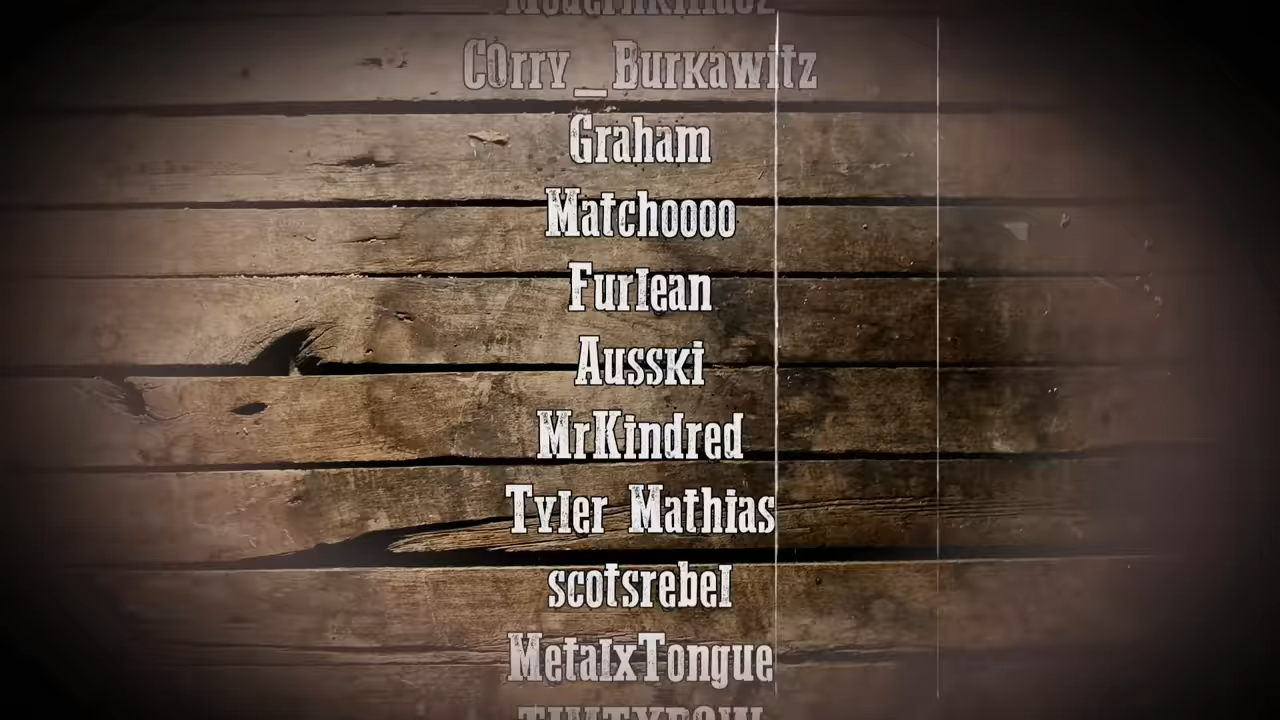 C0rry_Burkawitz
Graham
Matchoooo
Furlean
Ausski
MrKindred
Tyler Mathias
scotsrebel
MetalxTongue